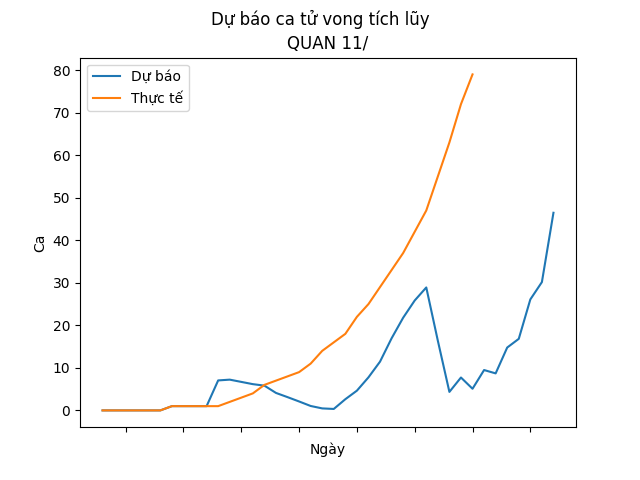 Dự báo ca tử vong tích lũy
QUAN 11/
Dự báo
Thực tế
80
70
60
50
40
30
20
10
0
Ca
Ngày